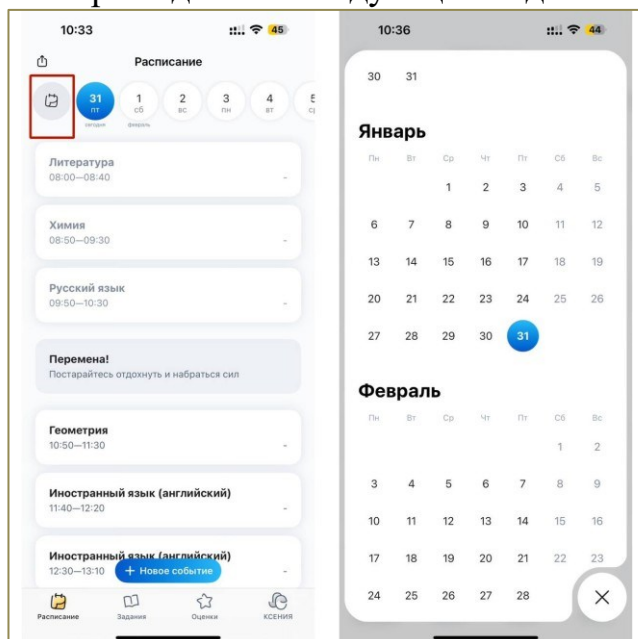 10:33
45
Расписание
31
пт
сегодня
1
сб
февраль
2
вс
3
пн
4
вт
5
ср
Литература
08:00—08:40
-
Химия
08:50—09:30
-
Русский язык
09:50—10:30
-
Перемена!
Постарайтесь отдохнуть и набраться сил
Геометрия
10:50—11:30
-
Иностранный язык (английский)
11:40—12:20
-
Иностранный язык (английский)
12:30—13:10
-
+ Новое событие
Расписание Задания Оценки КСЕНИЯ
10:36
44
30 31
Январь
Пн Вт Ср Чт Пт Сб Вс
1 2 3 4 5
6 7 8 9 10 11 12
13 14 15 16 17 18 19
20 21 22 23 24 25 26
27 28 29 30 31
Февраль
Пн Вт Ср Чт Пт Сб Вс
1 2
3 4 5 6 7 8 9
10 11 12 13 14 15 16
17 18 19 20 21 22 23
24 25 26 27 28